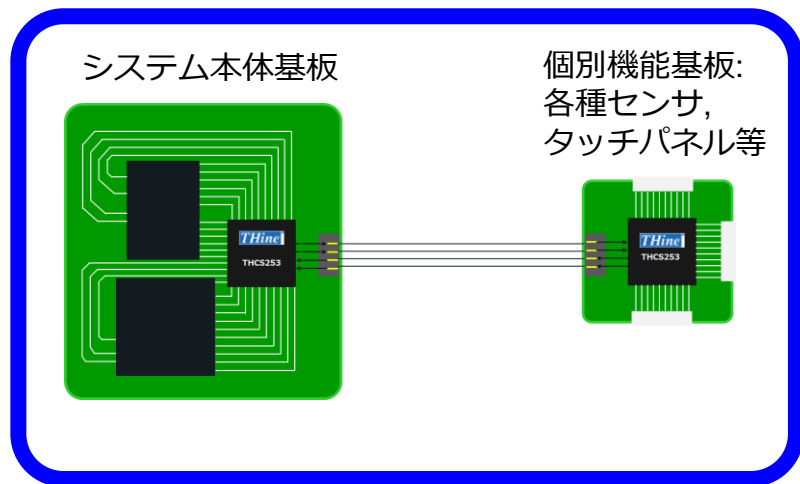 システム本体基板
個別機能基板:
各種センサ,
タッチパネル等
THine
THCS253
THine
THCS253